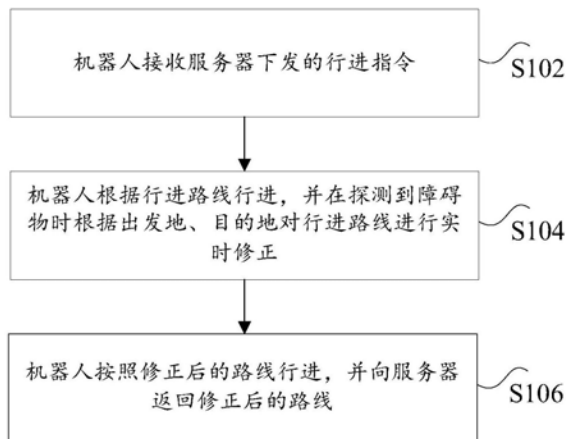 机器人接收服务器下发的行进指令
S102
机器人根据行进路线行进，并在探测到障碍
物时根据出发地、目的地对行进路线进行实
时修正
S104
机器人按照修正后的路线行进，并向服务器
返回修正后的路线
S106